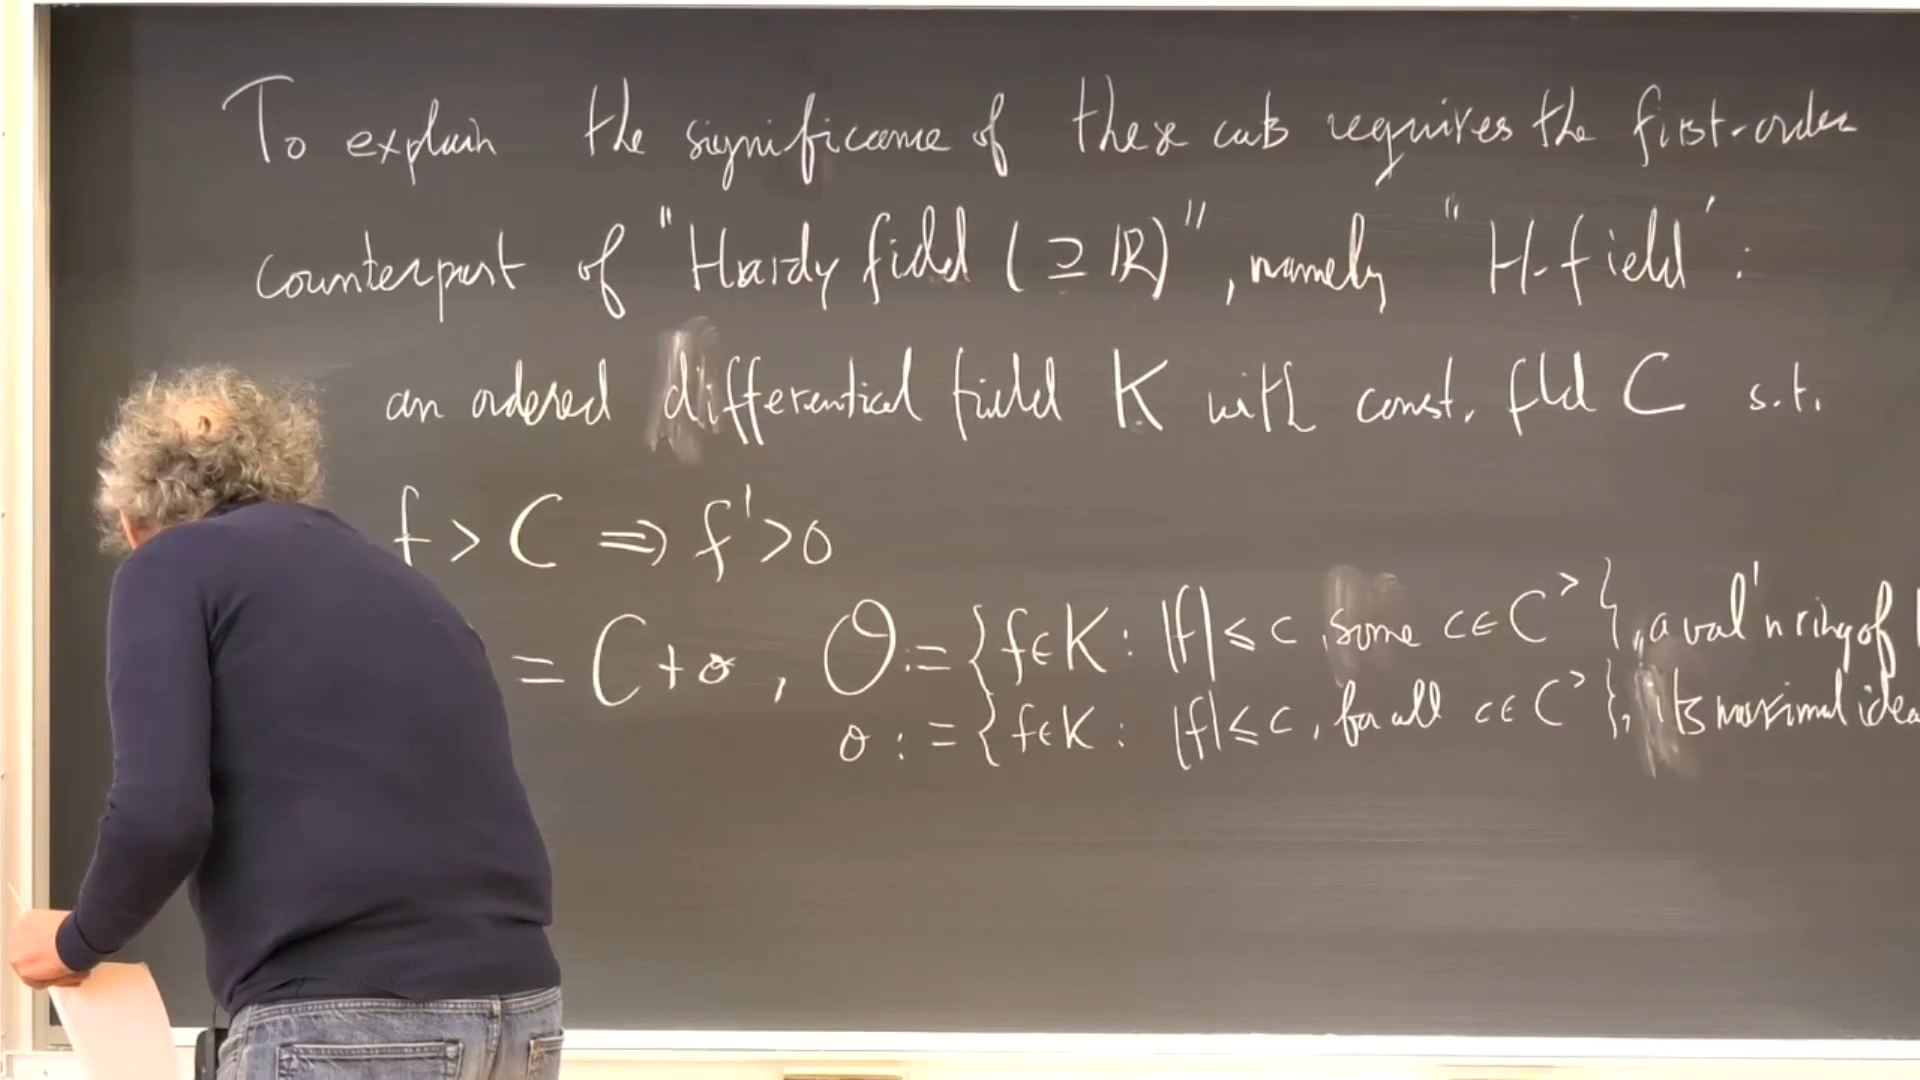 To explain the significance of these cuts requires the first-order
counterpart of "Hardy field (⊇ ℝ)", namely "H-field':
an ordered differential field K with const. fld C s.t.
f > C ⇒ f' > 0
= C + o, O := {f ∈ K : |f| ≤ c, some c ∈ C^>}, a val'n ring of
o := {f ∈ K : |f| ≤ c, for all c ∈ C^>}, its maximal idea